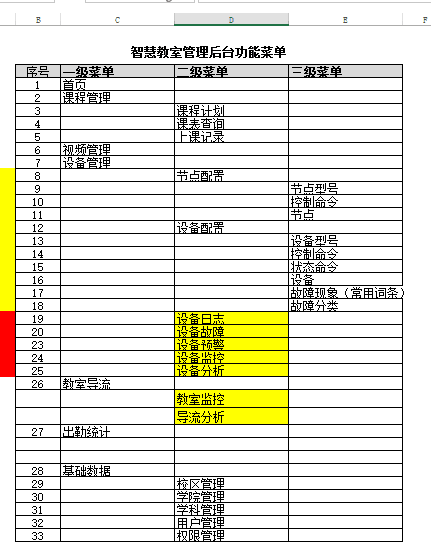 B C D E F
智慧教室管理后台功能菜单
序号 一级菜单 二级菜单 三级菜单
1 首页
2 课程管理
3 课程计划
4 课表查询
5 上课记录
6 视频管理
7 设备管理
8 节点配置
9 节点型号
10 控制命令
11 节点
12 设备配置
13 设备型号
14 控制命令
15 状态命令
16 设备
17 故障现象（常用词条）
18 故障分类
19 设备日志
20 设备故障
23 设备预警
24 设备监控
25 设备分析
26 教室导流
教室监控
导流分析
27 出勤统计
28 基础数据
29 校区管理
30 学院管理
31 学科管理
32 用户管理
33 权限管理